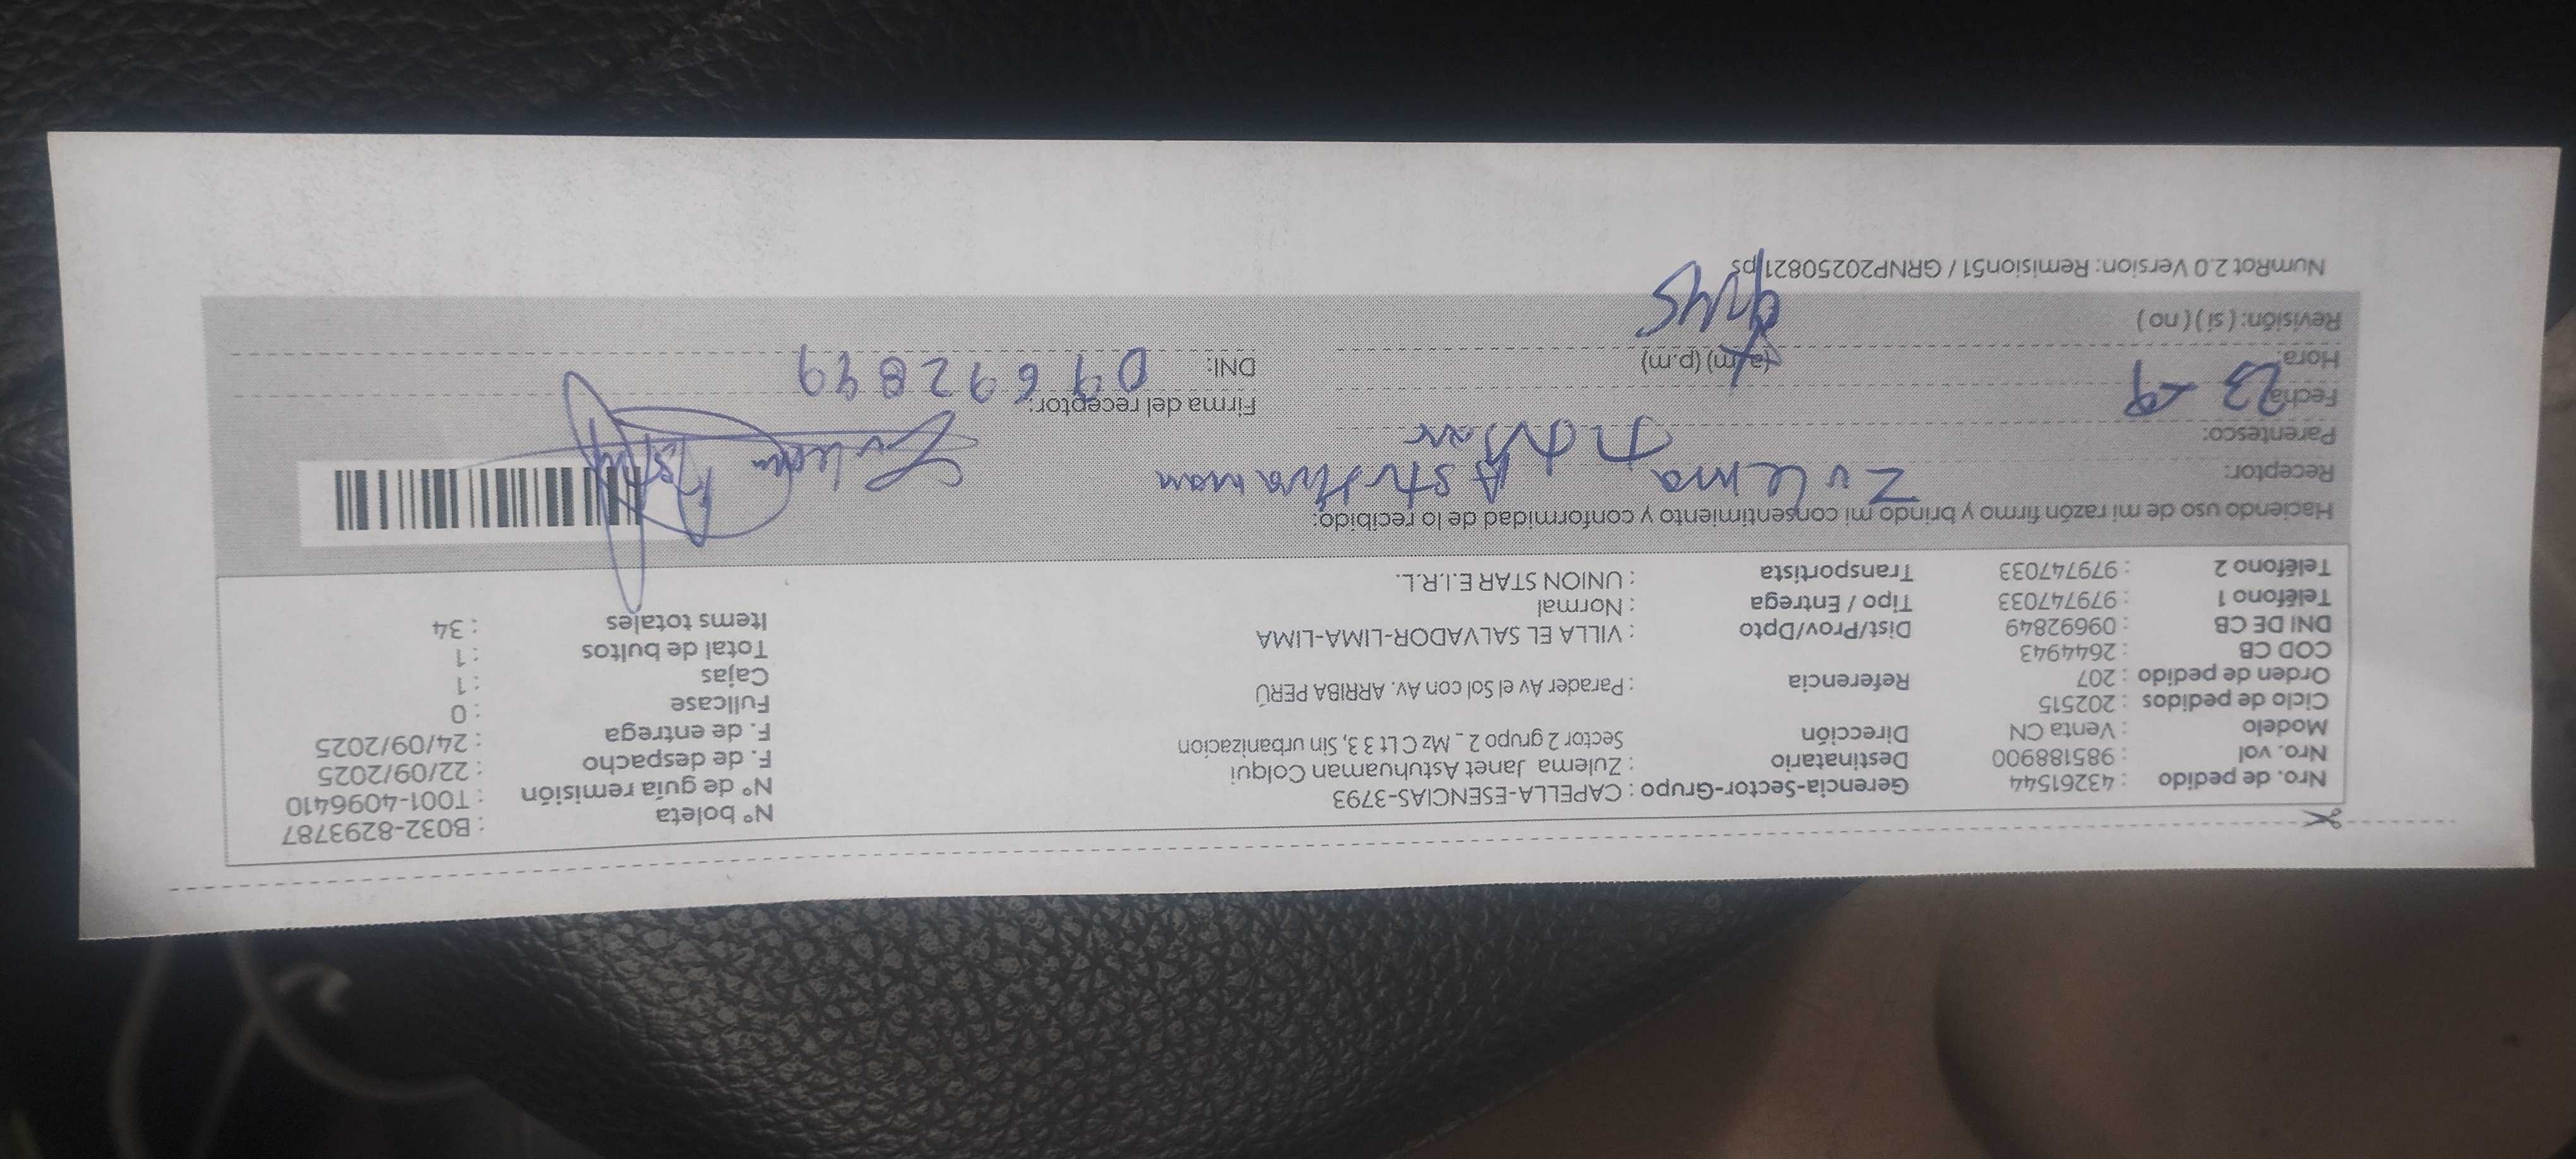 Nro. de pedido : 43261544 Gerencia-Sector-Grupo : CAPELLA-ESENCIAS-3793 N° boleta : B032-8293787
Nro. vol : 985188900 Destinatario : Zulema Janet Astuhuaman Colqui N° de guía remisión : T001-4096410
Modelo : Venta CN Dirección Sector 2 grupo 2 _ Mz C Lt 3 3, Sin urbanizacion F. de despacho : 22/09/2025
Ciclo de pedidos : 202515 F. de entrega : 24/09/2025
Orden de pedido : 207 Referencia : Parader Av el Sol con Av. ARRIBA PERÚ Fullcase : 0
COD CB : 2644943 Cajas : 1
DNI DE CB : 09692849 Dist/Prov/Dpto : VILLA EL SALVADOR-LIMA-LIMA Total de bultos : 1
Teléfono 1 : 979747033 Tipo / Entrega : Normal Items totales : 34
Teléfono 2 : 979747033 Transportista : UNION STAR E.I.R.L.
Haciendo uso de mi razón firmo y brindo mi consentimiento y conformidad de lo recibido:
Receptor: Zulema Astuhuaman
Parentesco: titular
Fecha: 23 - 9 Firma del receptor:
Hora: (a.m) (p.m) DNI: 09692849
Revisión: ( si ) ( no ) 9:45
NumRot 2.0 Version: Remision51 / GRNP20250821 ps